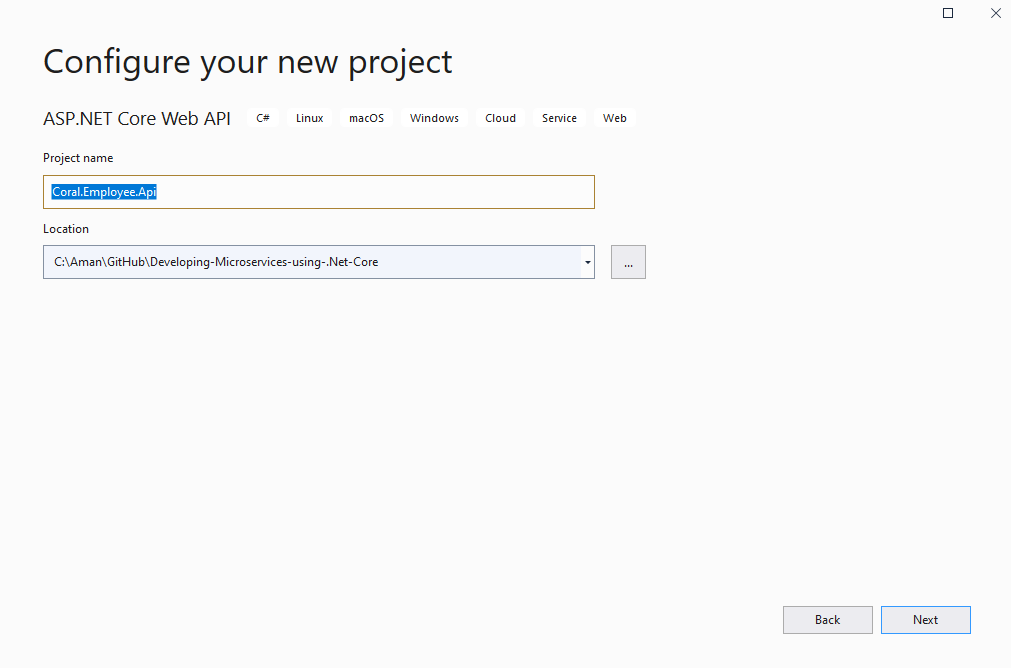 Configure your new project
ASP.NET Core Web API C# Linux macOS Windows Cloud Service Web
Project name
Coral.Employee.Api
Location
C:\Aman\GitHub\Developing-Microservices-using-.Net-Core ...
Back Next